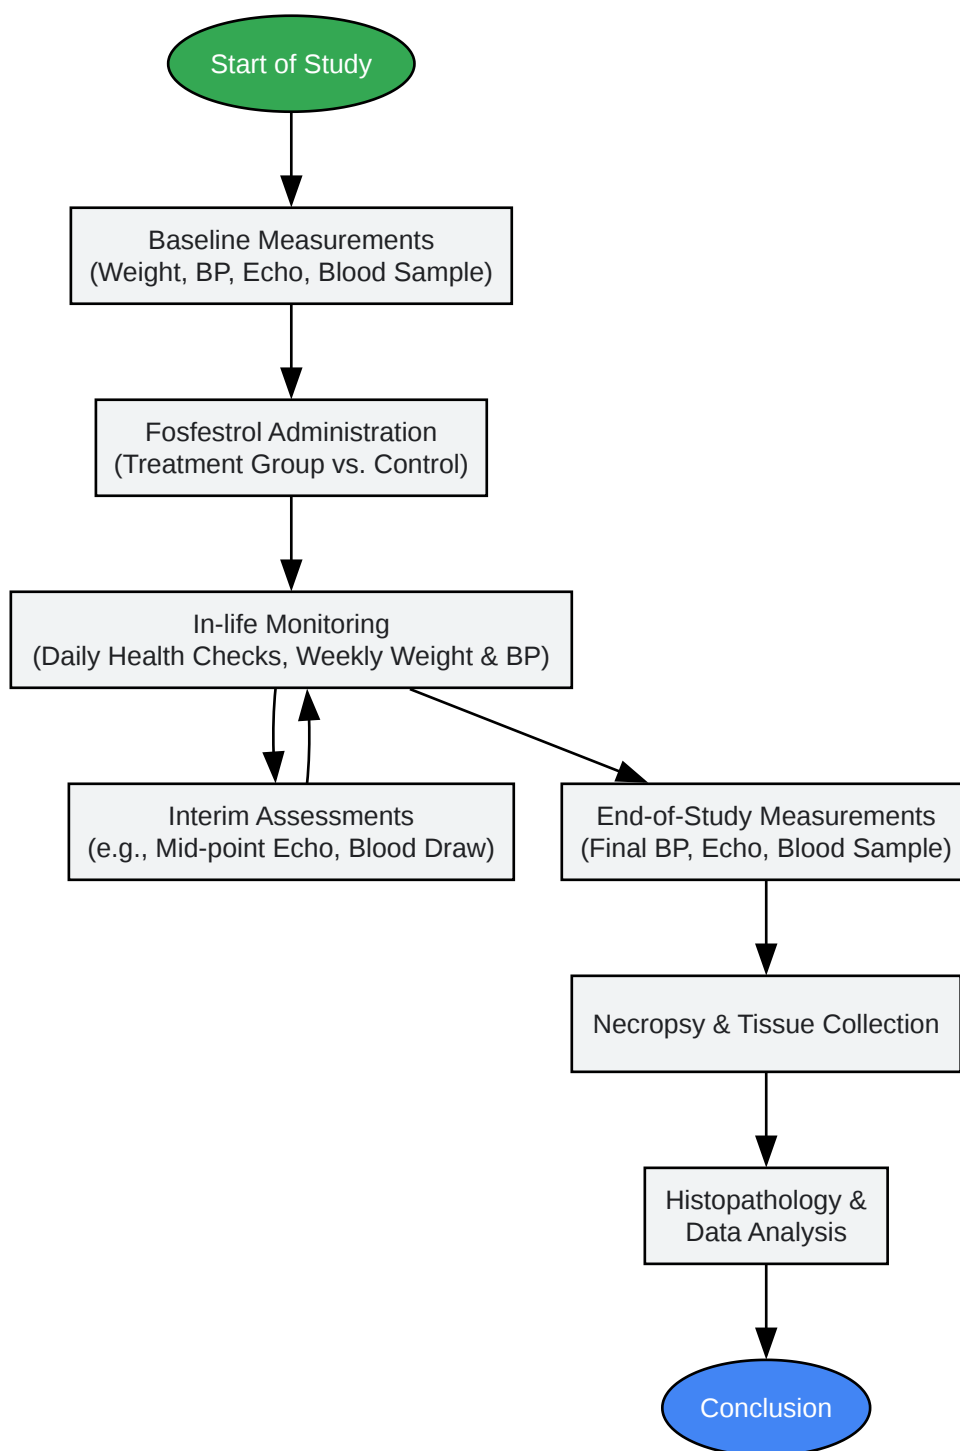 Start of Study
Baseline Measurements
(Weight, BP, Echo, Blood Sample)
Fosfestrol Administration
(Treatment Group vs. Control)
In-life Monitoring
(Daily Health Checks, Weekly Weight & BP)
Interim Assessments
(e.g., Mid-point Echo, Blood Draw)
End-of-Study Measurements
(Final BP, Echo, Blood Sample)
Necropsy & Tissue Collection
Histopathology &
Data Analysis
Conclusion